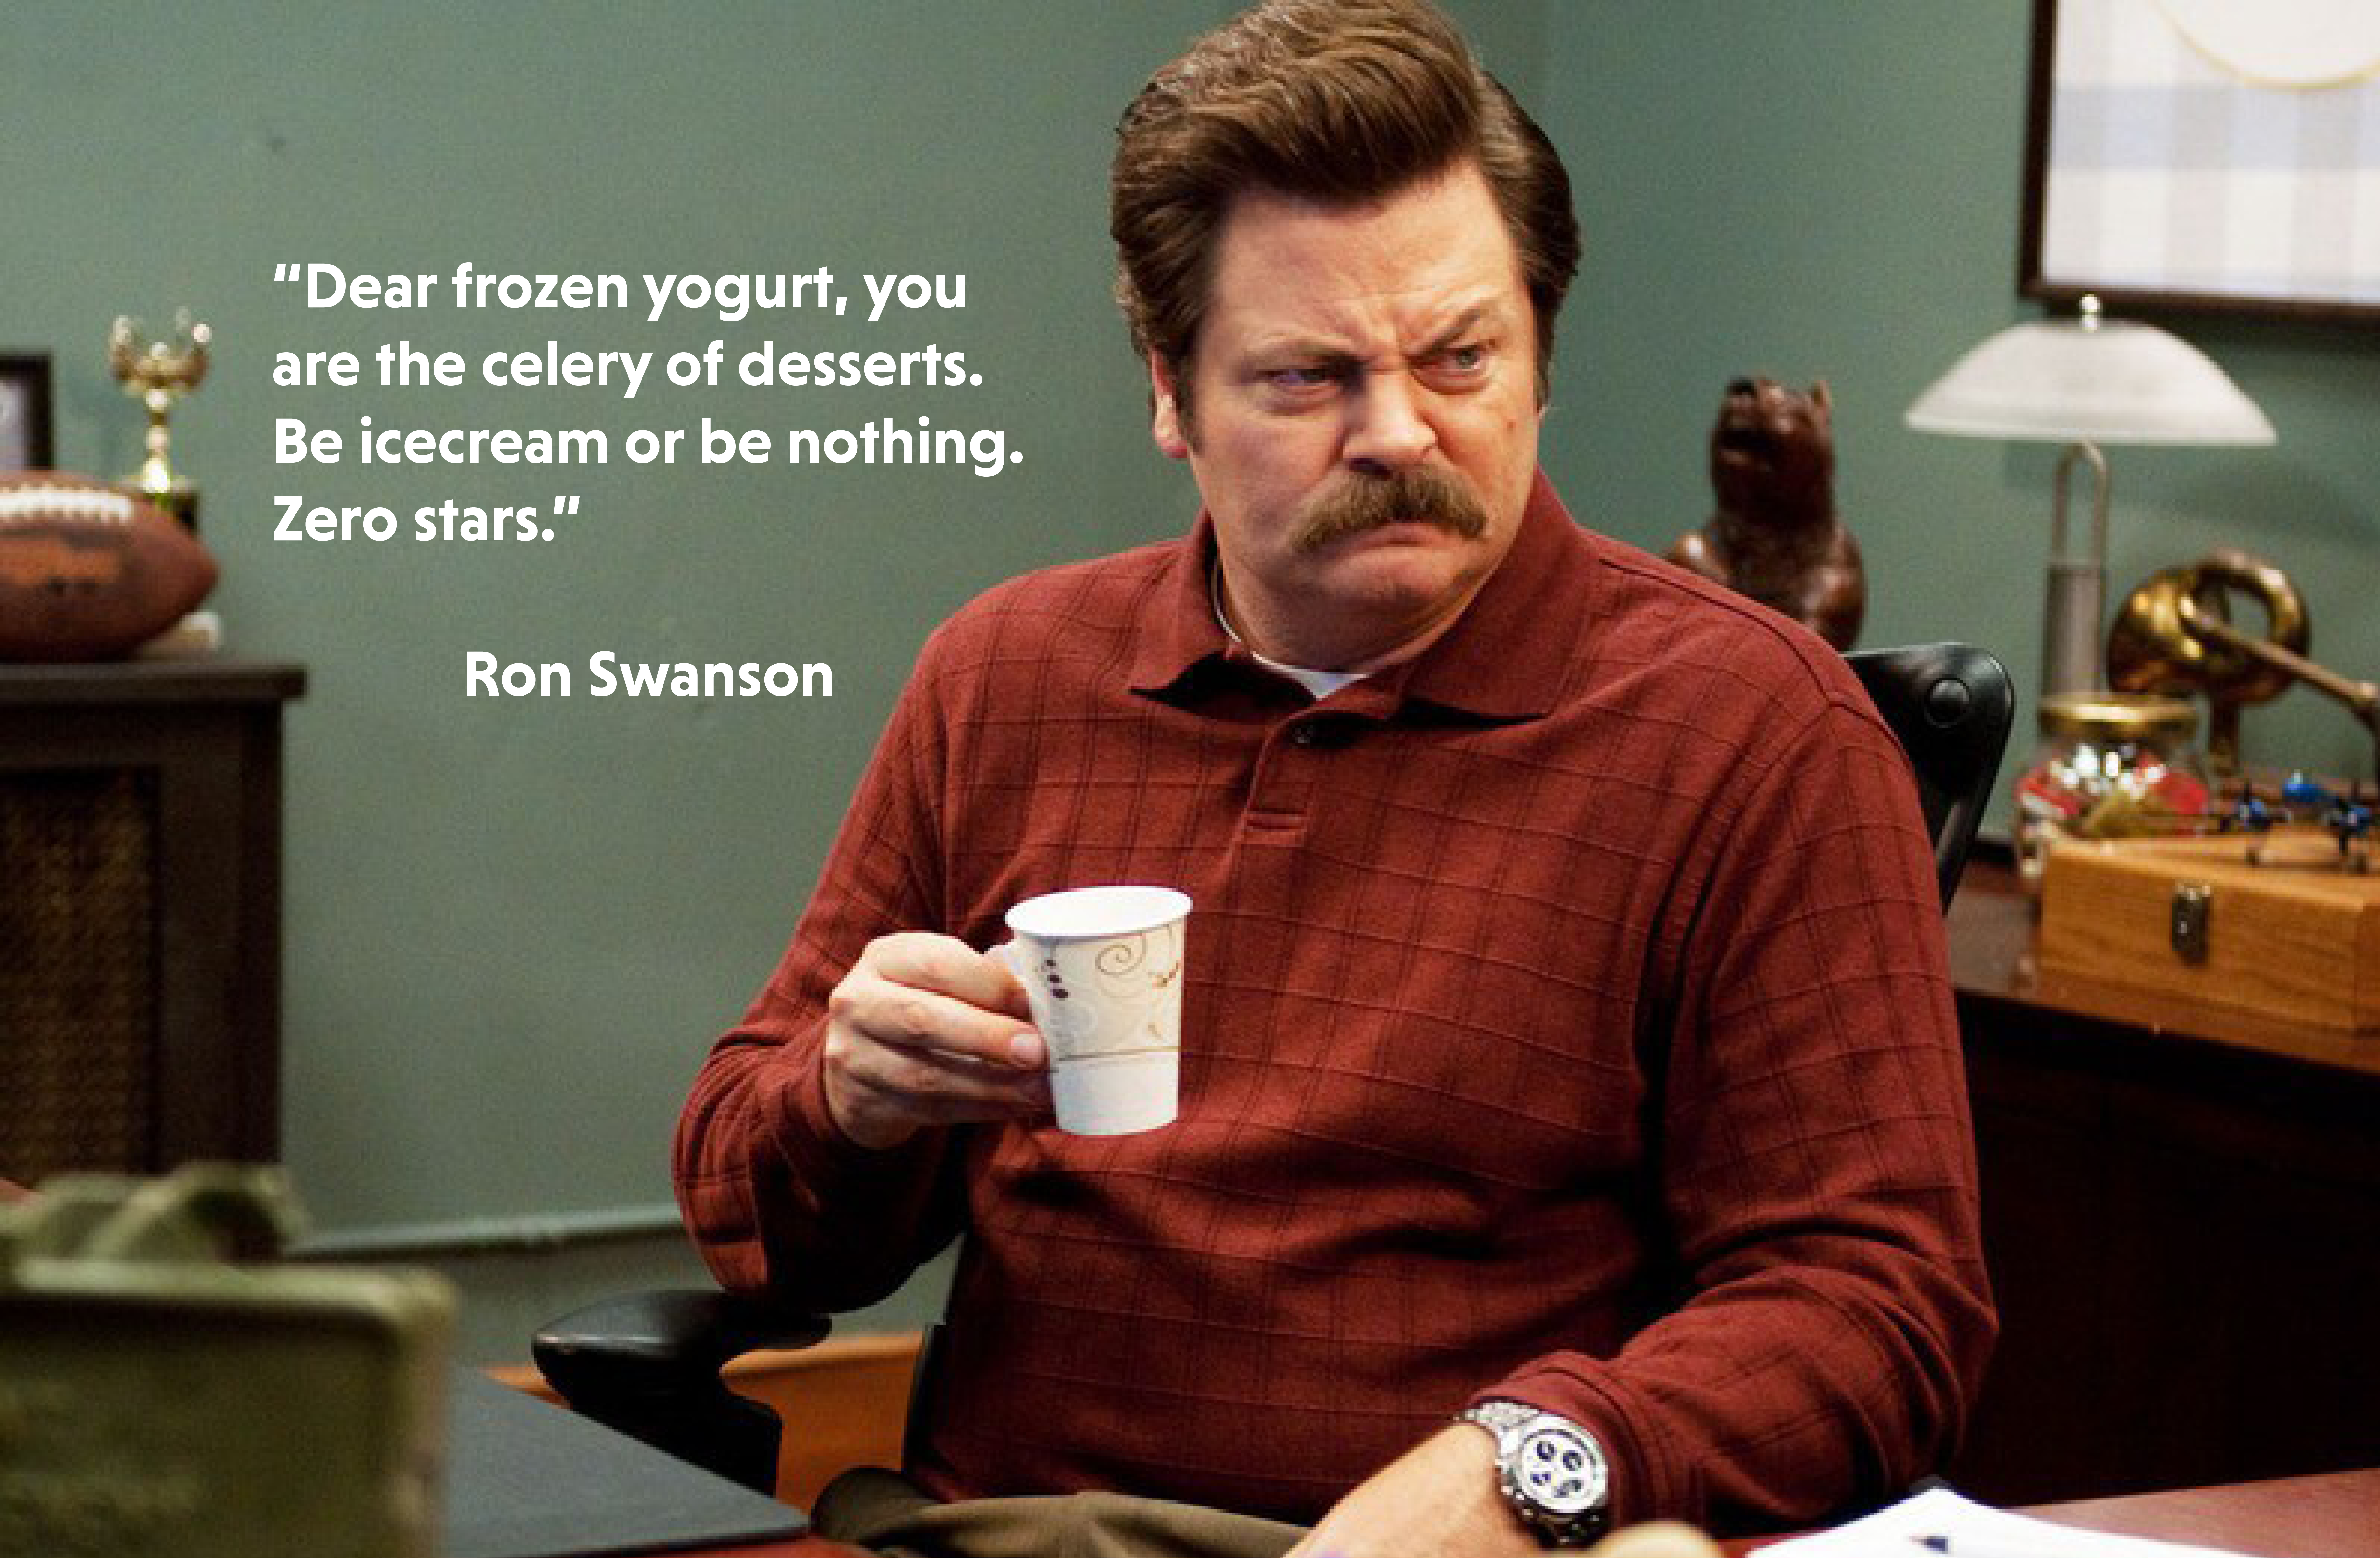 “Dear frozen yogurt, you
are the celery of desserts.
Be icecream or be nothing.
Zero stars.”
Ron Swanson